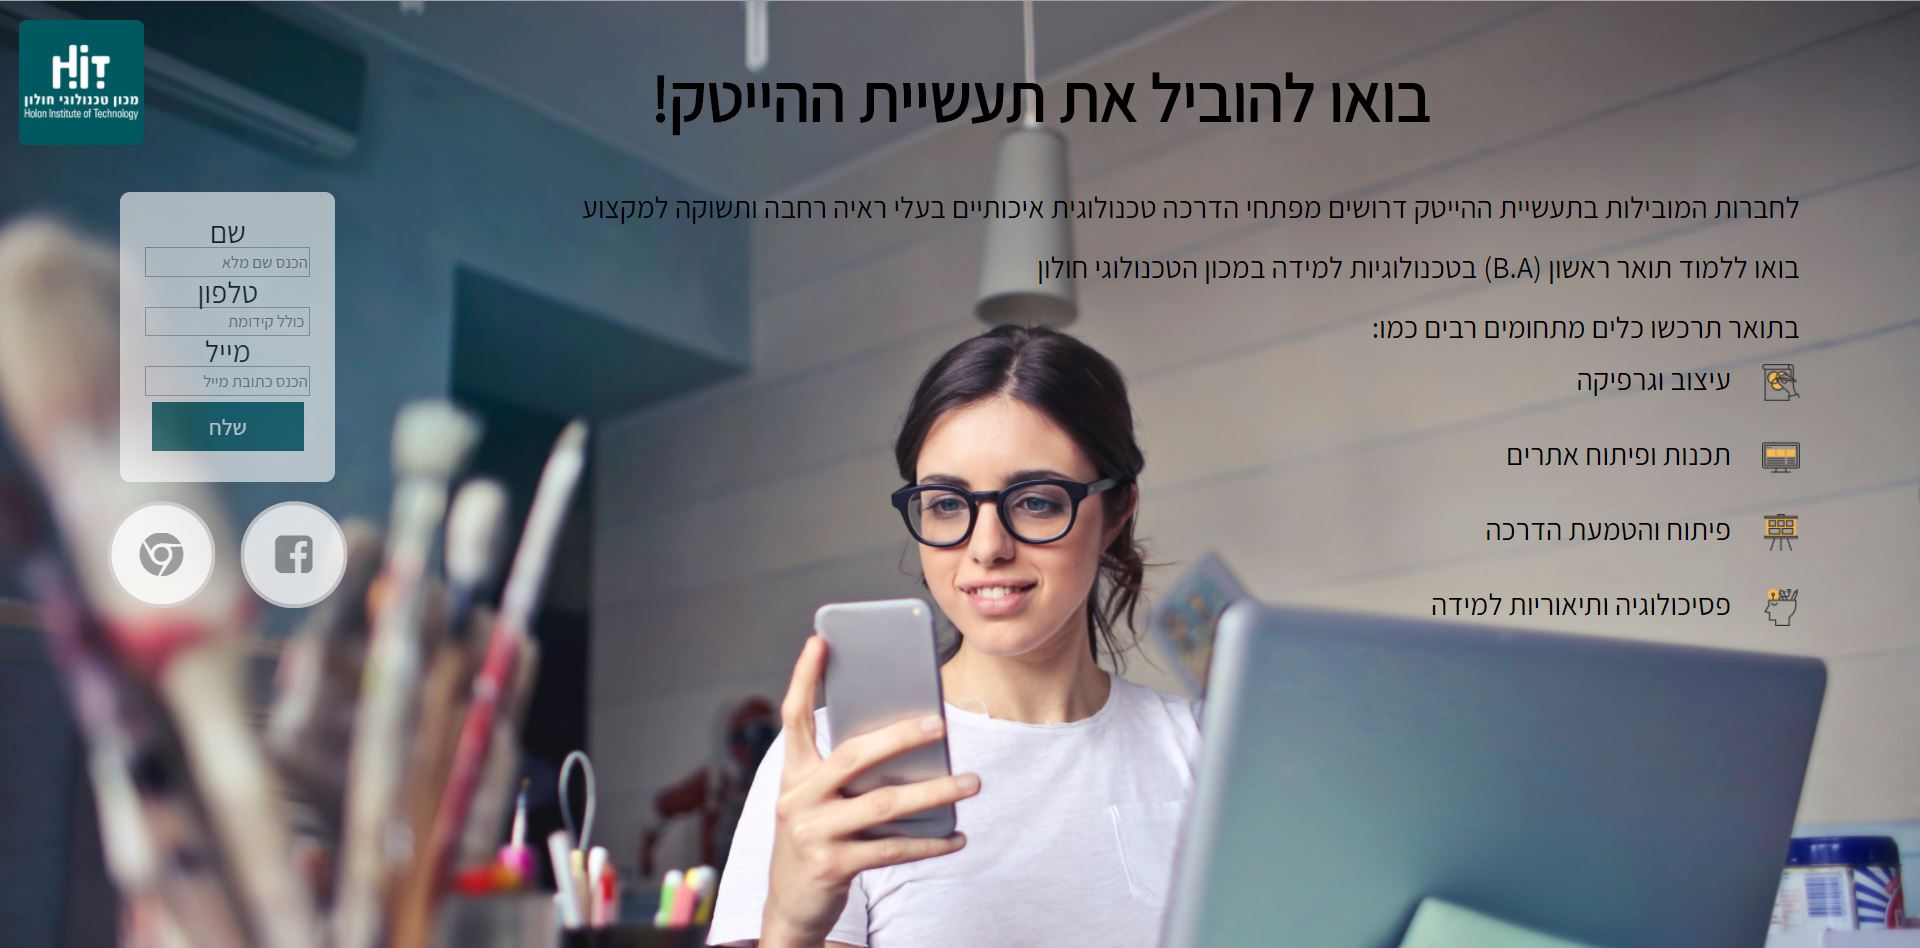 HiT
מכון טכנולוגי חולון
Holon Institute of Technology
בואו להוביל את תעשיית ההייטק!
לחברות המובילות בתעשיית ההייטק דרושים מפתחי הדרכה טכנולוגית איכותיים בעלי ראיה רחבה ותשוקה למקצוע
בואו ללמוד תואר ראשון (B.A) בטכנולוגיות למידה במכון הטכנולוגי חולון
בתואר תרכשו כלים מתחומים רבים כמו:
עיצוב וגרפיקה
תכנות ופיתוח אתרים
פיתוח והטמעת הדרכה
פסיכולוגיה ותיאוריות למידה
שם
הכנס שם מלא
טלפון
כולל קידומת
מייל
הכנס כתובת מייל
שלח